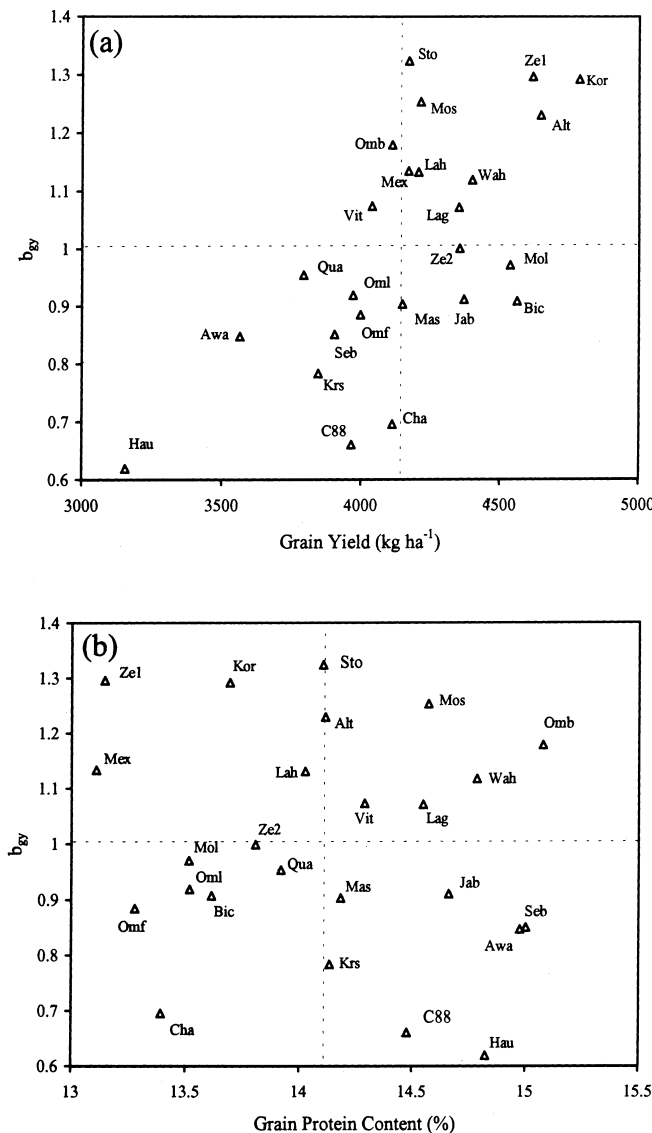 (a)
1.4
1.3
1.2
1.1
1
0.9
0.8
0.7
0.6
b_gy
Sto
Ze1
Kor
Mos
Alt
Omb
Mex
Lah
Wah
Vit
Lag
Ze2
Mol
Qua
Oml
Omf
Mas
Jab
Bic
Awa
Seb
Krs
C88
Cha
Hau
3000 3500 4000 4500 5000
Grain Yield (kg ha⁻¹)
(b)
1.4
1.3
1.2
1.1
1
0.9
0.8
0.7
0.6
b_gy
Ze1
Kor
Sto
Mos
Alt
Omb
Mex
Lah
Wah
Vit
Lag
Ze2
Mol
Qua
Oml
Bic
Omf
Mas
Jab
Seb
Awa
Krs
Cha
C88
Hau
13 13.5 14 14.5 15 15.5
Grain Protein Content (%)